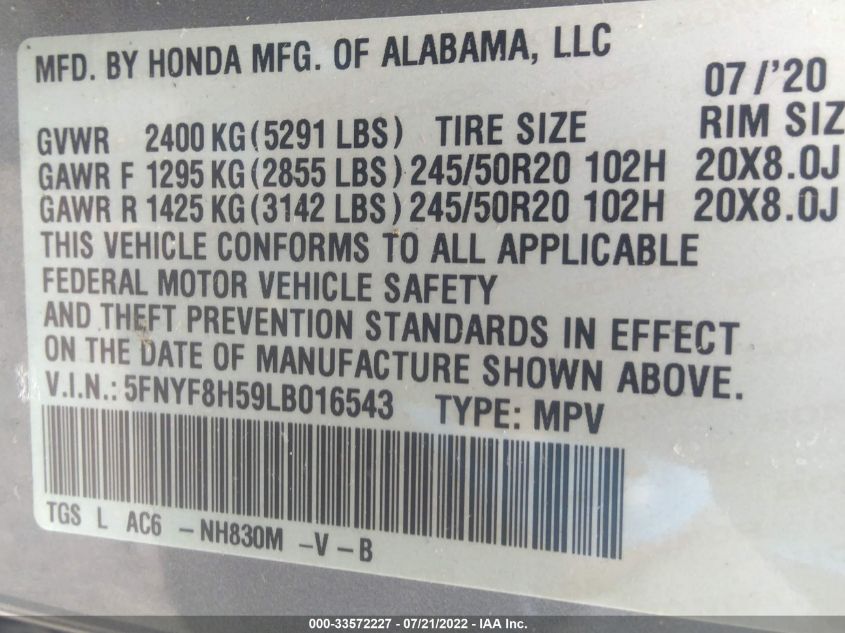 MFD. BY HONDA MFG. OF ALABAMA, LLC
07/'20
GVWR 2400 KG (5291 LBS) TIRE SIZE RIM SIZ
GAWR F 1295 KG (2855 LBS) 245/50R20 102H 20X8.0J
GAWR R 1425 KG (3142 LBS) 245/50R20 102H 20X8.0J
THIS VEHICLE CONFORMS TO ALL APPLICABLE
FEDERAL MOTOR VEHICLE SAFETY
AND THEFT PREVENTION STANDARDS IN EFFECT
ON THE DATE OF MANUFACTURE SHOWN ABOVE.
V.I.N.: 5FNYF8H59LB016543 TYPE: MPV
TGS L AC6 – NH830M – V – B
000-33572227 - 07/21/2022 - IAA Inc.